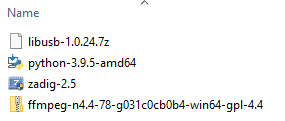 Name
libusb-1.0.24.7z
python-3.9.5-amd64
zadig-2.5
ffmpeg-n4.4-78-g031c0cb0b4-win64-gpl-4.4